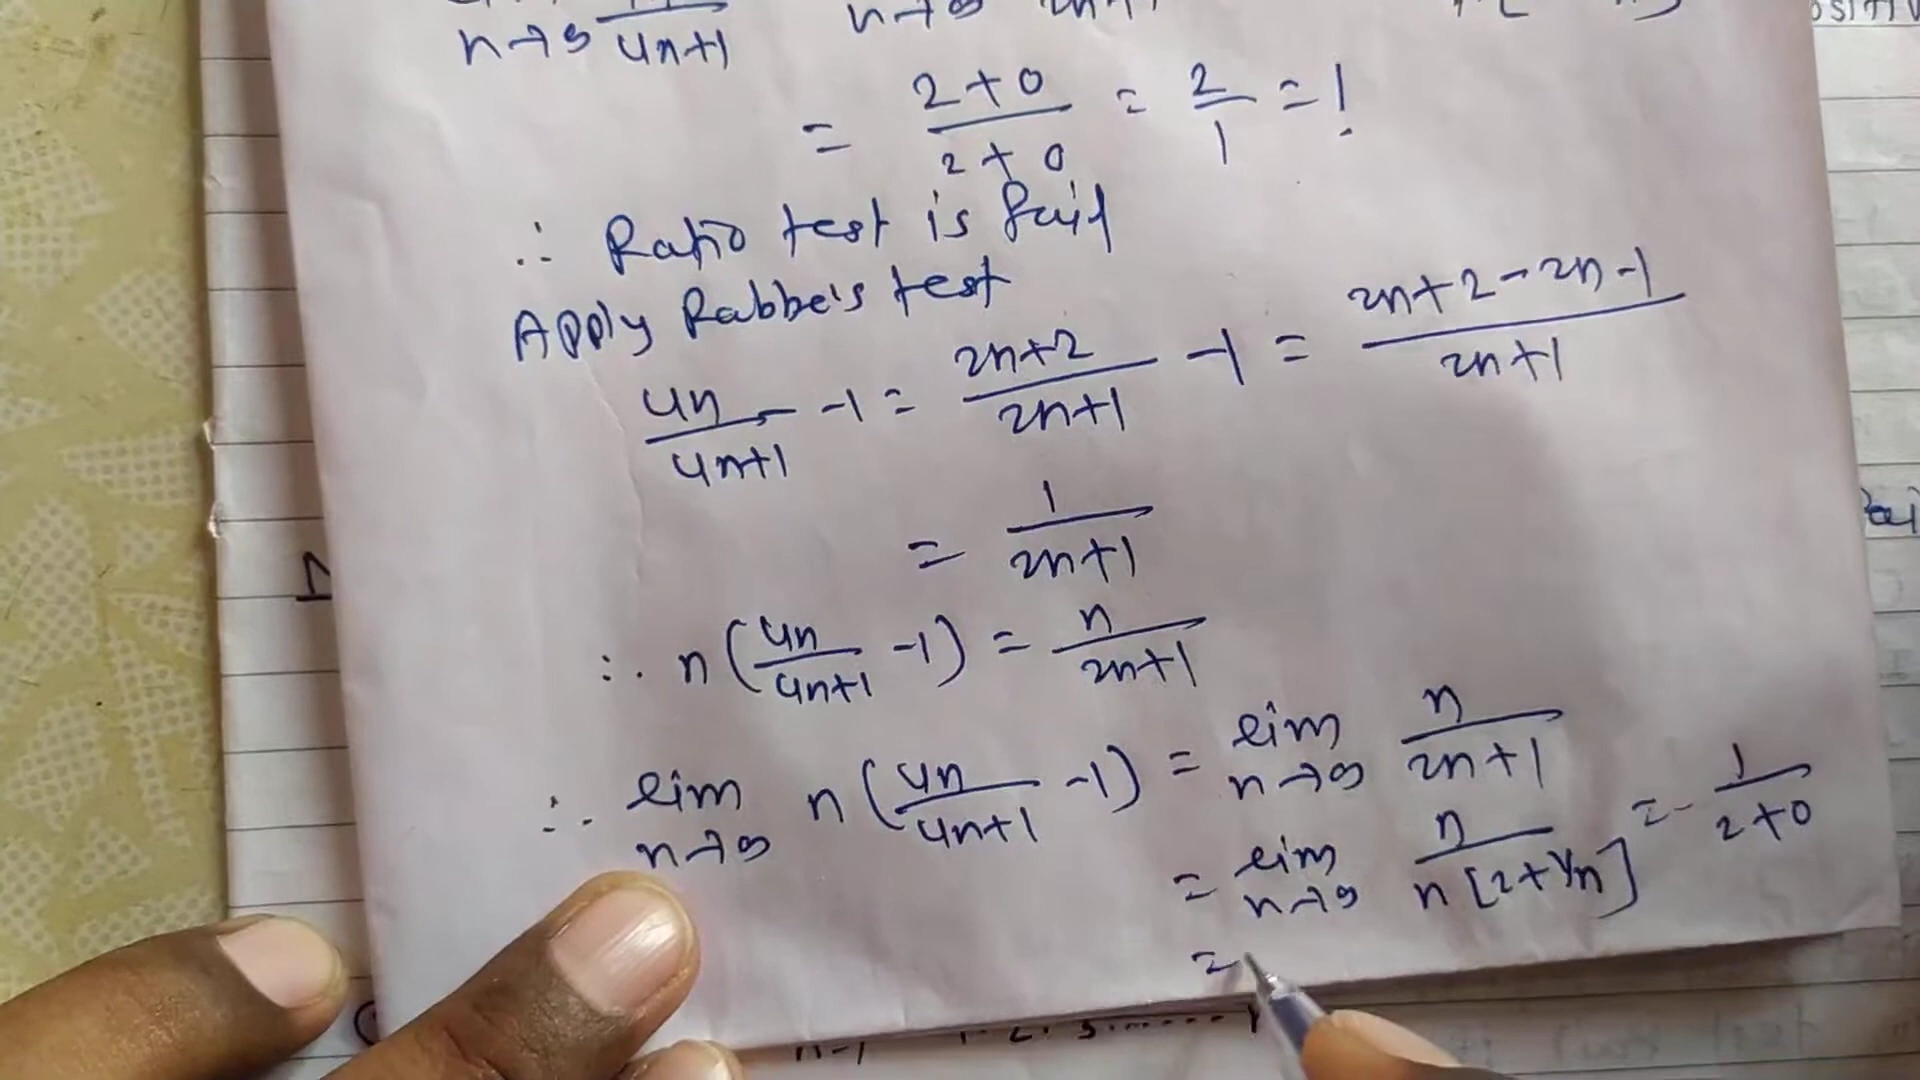 n→∞ un+1 n→∞
= 2+0 / 2+0 = 2 / 1 = 1
∴ Ratio test is fail
Apply Rabbe's test
un / un+1 -1 = 2n+2 / 2n+1 -1 = 2n+2-2n-1 / 2n+1
= 1 / 2n+1
∴ n(un / un+1 -1) = n / 2n+1
∴ lim n→∞ n(un / un+1 -1) = lim n→∞ n / 2n+1
= lim n→∞ n / n[2+1/n] = 1 / 2+0
=